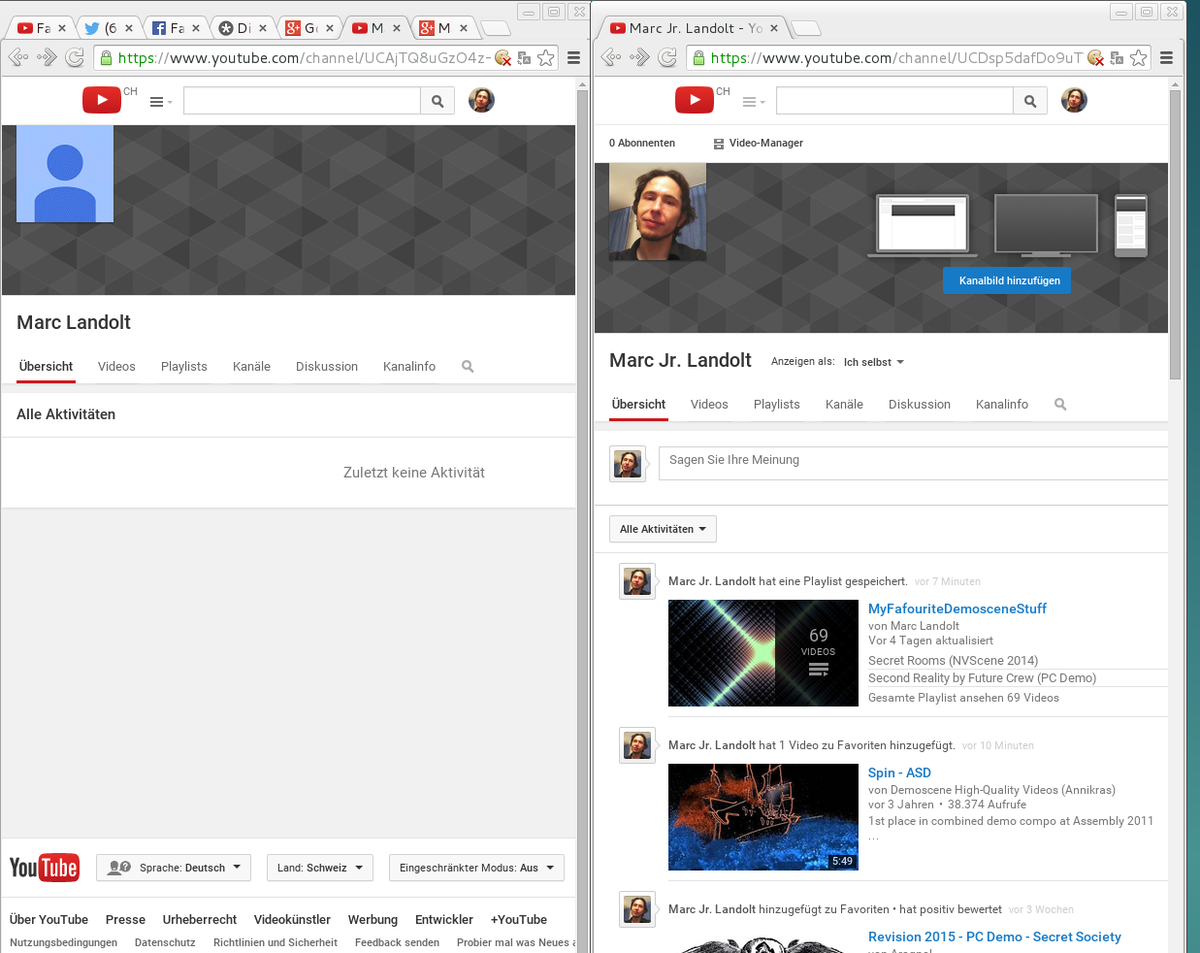 Fa
(6
Fa
Di
G
M
M
https://www.youtube.com/channel/UCAjTQ8uGzO4z-
CH
Marc Landolt
Übersicht Videos Playlists Kanäle Diskussion Kanalinfo
Alle Aktivitäten
Zuletzt keine Aktivität
YouTube
Sprache: Deutsch
Land: Schweiz
Eingeschränkter Modus: Aus
Über YouTube Presse Urheberrecht Videokünstler Werbung Entwickler +YouTube
Nutzungsbedingungen Datenschutz Richtlinien und Sicherheit Feedback senden Probier mal was Neues a
Marc Jr. Landolt - Yo
https://www.youtube.com/channel/UCDsp5dafDo9uT
CH
0 Abonnenten
Video-Manager
Kanalbild hinzufügen
Marc Jr. Landolt
Anzeigen als: Ich selbst
Übersicht Videos Playlists Kanäle Diskussion Kanalinfo
Sagen Sie Ihre Meinung
Alle Aktivitäten
Marc Jr. Landolt hat eine Playlist gespeichert. vor 7 Minuten
69
VIDEOS
MyFafouriteDemosceneStuff
von Marc Landolt
Vor 4 Tagen aktualisiert
Secret Rooms (NVScene 2014)
Second Reality by Future Crew (PC Demo)
Gesamte Playlist ansehen 69 Videos
Marc Jr. Landolt hat 1 Video zu Favoriten hinzugefügt. vor 10 Minuten
5:49
Spin - ASD
von Demoscene High-Quality Videos (Annikras)
vor 3 Jahren • 38.374 Aufrufe
1st place in combined demo compo at Assembly 2011
...
Marc Jr. Landolt hinzugefügt zu Favoriten • hat positiv bewertet vor 3 Wochen
Revision 2015 - PC Demo - Secret Society